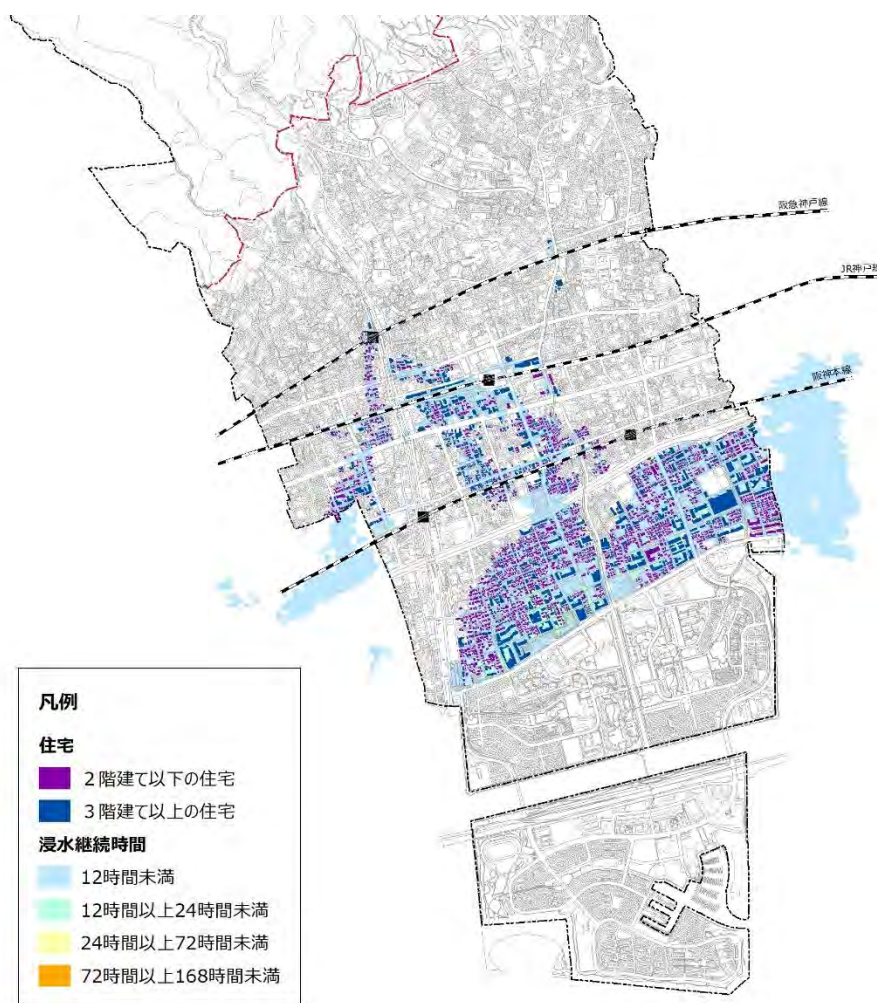 阪急神戸線
JR神戸線
阪神本線
凡例
住宅
2階建て以下の住宅
3階建て以上の住宅
浸水継続時間
12時間未満
12時間以上24時間未満
24時間以上72時間未満
72時間以上168時間未満